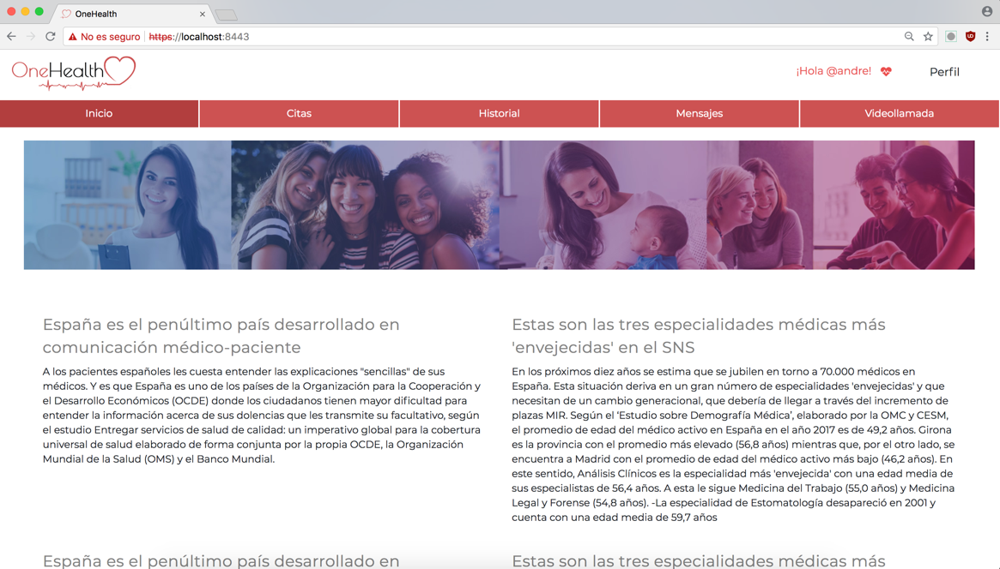 OneHealth
No es seguro
https://localhost:8443
OneHealth
¡Hola @andre!
Perfil
Inicio
Citas
Historial
Mensajes
Videollamada
España es el penúltimo país desarrollado en
comunicación médico-paciente
A los pacientes españoles les cuesta entender las explicaciones "sencillas" de sus
médicos. Y es que España es uno de los países de la Organización para la Cooperación y
el Desarrollo Económicos (OCDE) donde los ciudadanos tienen mayor dificultad para
entender la información acerca de sus dolencias que les transmite su facultativo, según
el estudio Entregar servicios de salud de calidad: un imperativo global para la cobertura
universal de salud elaborado de forma conjunta por la propia OCDE, la Organización
Mundial de la Salud (OMS) y el Banco Mundial.
Estas son las tres especialidades médicas más
'envejecidas' en el SNS
En los próximos diez años se estima que se jubilen en torno a 70.000 médicos en
España. Esta situación deriva en un gran número de especialidades 'envejecidas' y que
necesitan de un cambio generacional, que debería de llegar a través del incremento de
plazas MIR. Según el ‘Estudio sobre Demografía Médica’, elaborado por la OMC y CESM,
el promedio de edad del médico activo en España en el año 2017 es de 49,2 años. Girona
es la provincia con el promedio más elevado (56,8 años) mientras que, por el otro lado, se
encuentra a Madrid con el promedio de edad del médico activo más bajo (46,2 años). En
este sentido, Análisis Clínicos es la especialidad más 'envejecida' con una edad media de
sus especialistas de 56,4 años. A esta le sigue Medicina del Trabajo (55,0 años) y Medicina
Legal y Forense (54,8 años). -La especialidad de Estomatología desapareció en 2001 y
cuenta con una edad media de 59,7 años
España es el penúltimo país desarrollado en
Estas son las tres especialidades médicas más